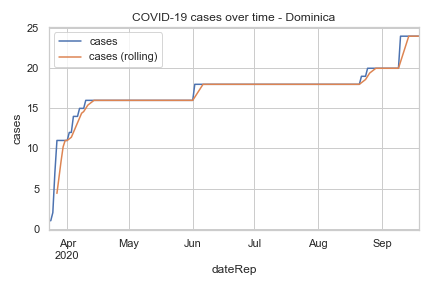 COVID-19 cases over time - Dominica
cases
cases (rolling)
25
20
15
10
5
0
cases
Apr
2020
May
Jun
Jul
Aug
Sep
dateRep